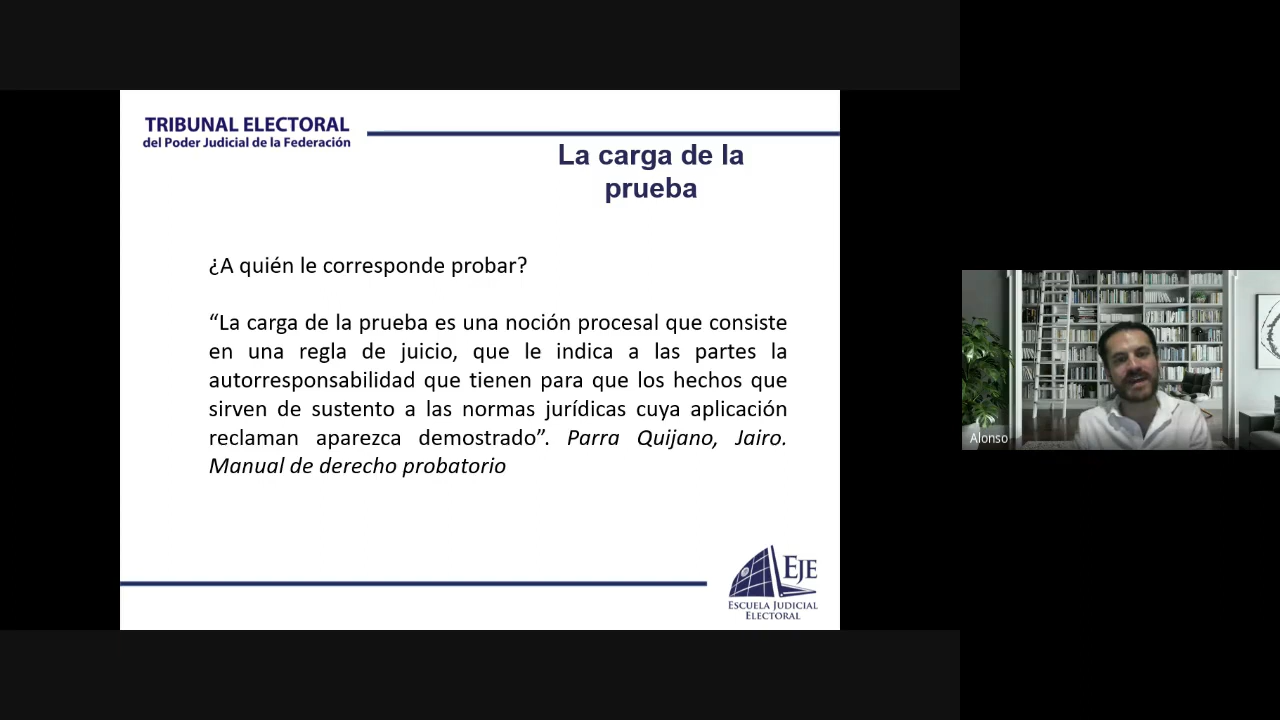 TRIBUNAL ELECTORAL
del Poder Judicial de la Federación
La carga de la
prueba
¿A quién le corresponde probar?
“La carga de la prueba es una noción procesal que consiste
en una regla de juicio, que le indica a las partes la
autorresponsabilidad que tienen para que los hechos que
sirven de sustento a las normas jurídicas cuya aplicación
reclaman aparezca demostrado”. Parra Quijano, Jairo.
Manual de derecho probatorio
EJE
ESCUELA JUDICIAL
ELECTORAL
Alonso